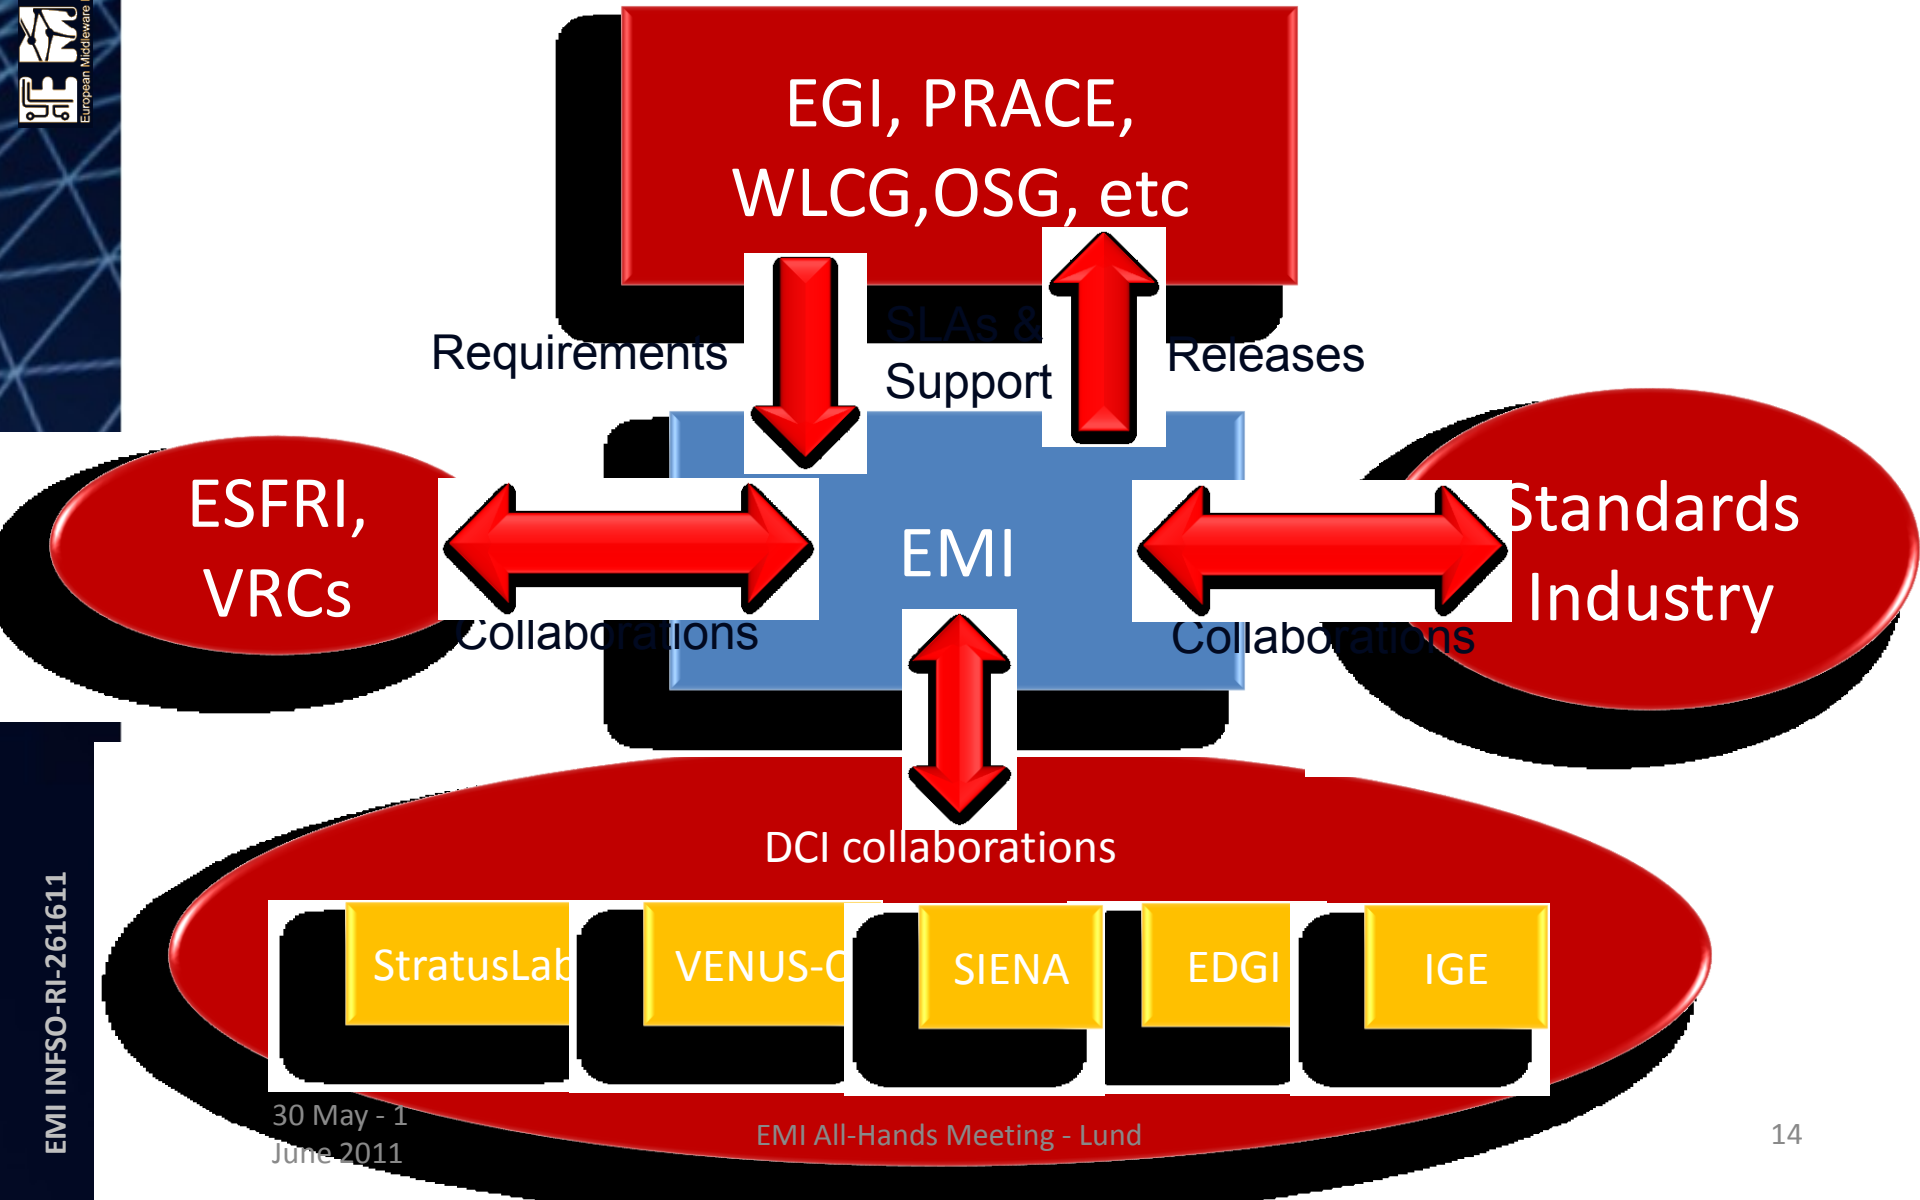 European Middleware
EGI, PRACE,
WLCG,OSG, etc
Requirements
SLAs &
Support
Releases
ESFRI,
VRCs
EMI
Standards
Industry
Collaborations
Collaborations
DCI collaborations
StratusLab
VENUS-C
SIENA
EDGI
IGE
EMI INFSO-RI-261611
30 May - 1
June 2011
EMI All-Hands Meeting - Lund
14